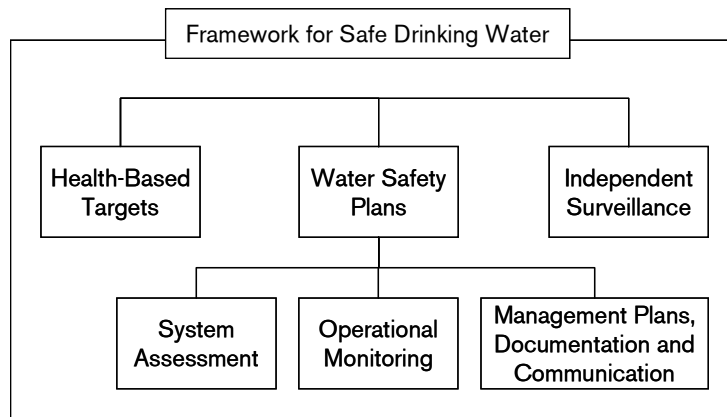 Framework for Safe Drinking Water
Health-Based
Targets
Water Safety
Plans
Independent
Surveillance
System
Assessment
Operational
Monitoring
Management Plans,
Documentation and
Communication